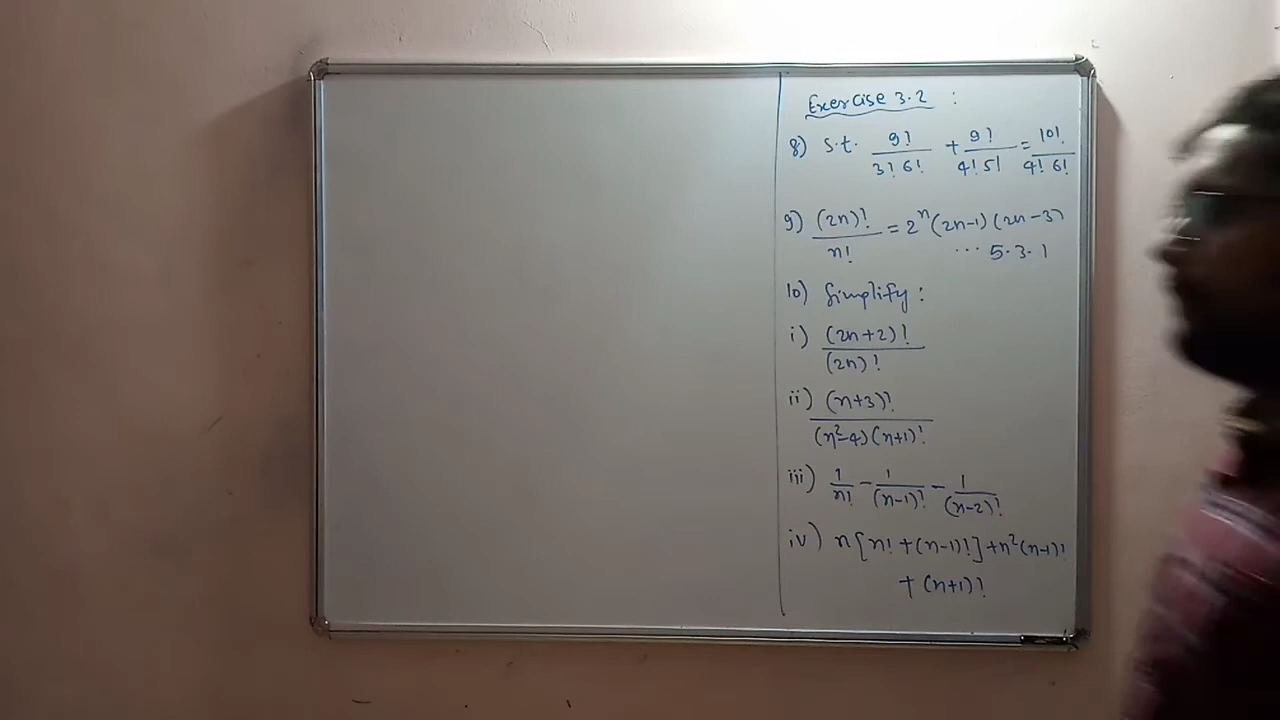 Exercise 3.2 :
8) S.t. 9!/(3! 6!) + 9!/(4! 5!) = 10!/(4! 6!)
9) (2n)!/n! = 2ⁿ(2n-1)(2n-3)
... 5.3.1
10) Simplify:
i) (2n+2)!/(2n)!
ii) (n+3)!/((n²-4)(n+1)!)
iii) 1/n! - 1/(n-1)! - 1/(n-2)!
iv) n[n! + (n-1)!] + n²(n-1)!
+ (n+1)!